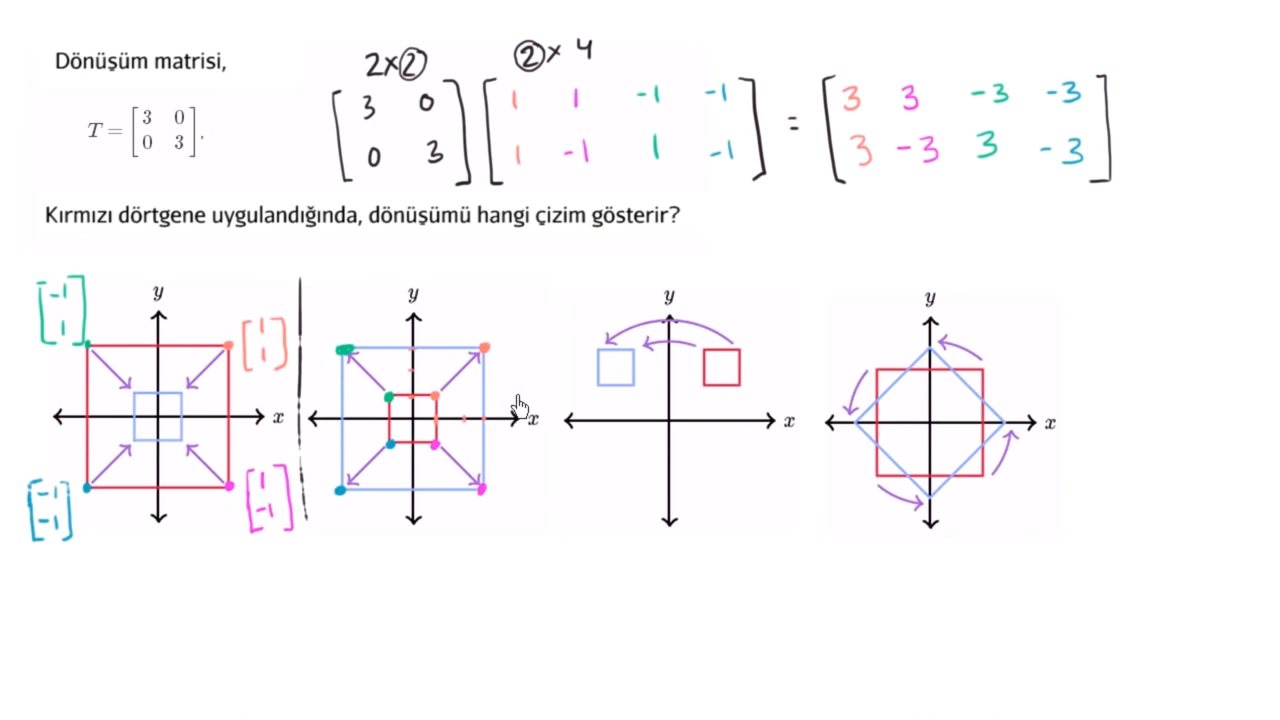 Dönüşüm matrisi,
T = [3 0
0 3].
2×② ②×4
[3 0
0 3] [1 1 -1 -1
1 -1 1 -1] = [3 3 -3 -3
3 -3 3 -3]
Kırmızı dörtgene uygulandığında, dönüşümü hangi çizim gösterir?
[-1
1]
[1
1]
[-1
-1]
[1
-1]
y
x
y
x
y
x
y
x